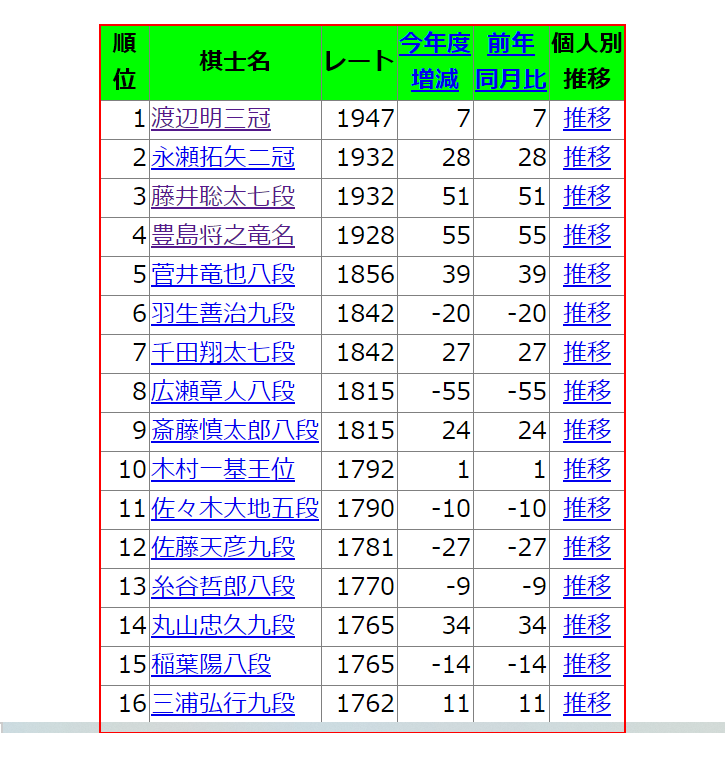 順位 棋士名 レート 今年度増減 前年同月比 個人別推移
1 渡辺明三冠 1947 7 7 推移
2 永瀬拓矢二冠 1932 28 28 推移
3 藤井聡太七段 1932 51 51 推移
4 豊島将之竜名 1928 55 55 推移
5 菅井竜也八段 1856 39 39 推移
6 羽生善治九段 1842 -20 -20 推移
7 千田翔太七段 1842 27 27 推移
8 広瀬章人八段 1815 -55 -55 推移
9 斎藤慎太郎八段 1815 24 24 推移
10 木村一基王位 1792 1 1 推移
11 佐々木大地五段 1790 -10 -10 推移
12 佐藤天彦九段 1781 -27 -27 推移
13 糸谷哲郎八段 1770 -9 -9 推移
14 丸山忠久九段 1765 34 34 推移
15 稲葉陽八段 1765 -14 -14 推移
16 三浦弘行九段 1762 11 11 推移